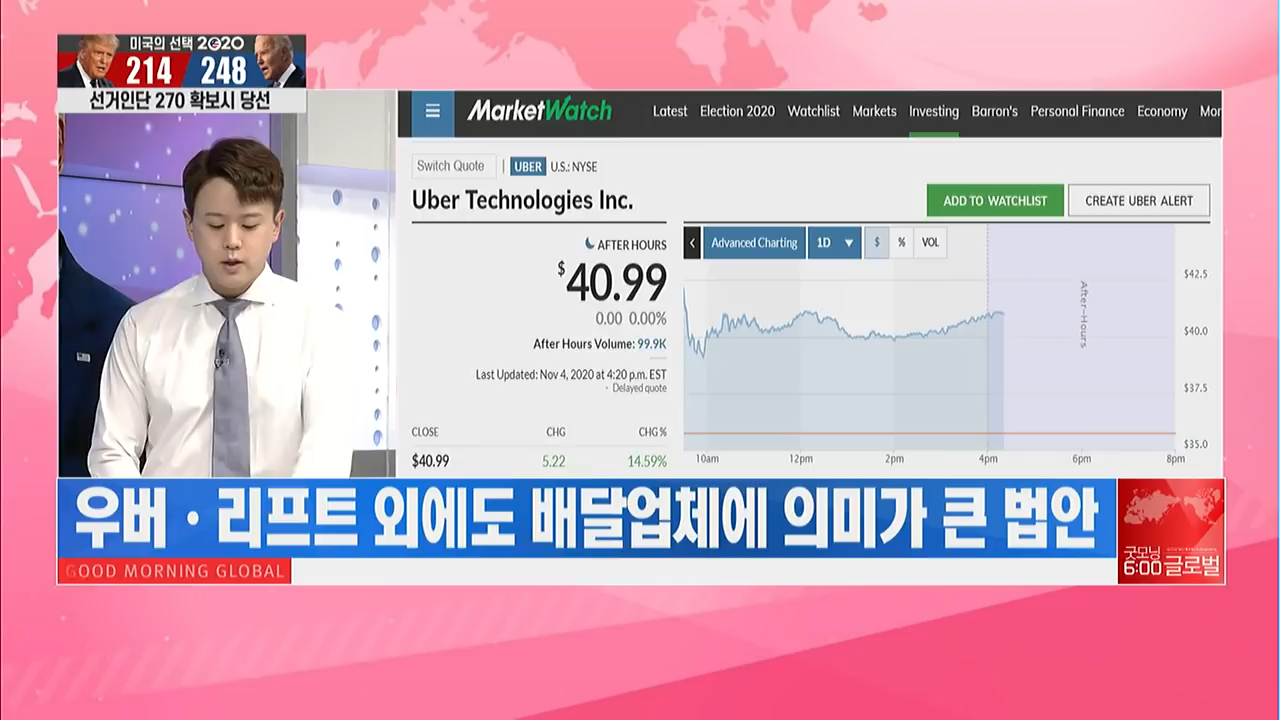 미국의 선택 2020
214 248
선거인단 270 확보시 당선
MarketWatch Latest Election 2020 Watchlist Markets Investing Barron's Personal Finance Economy Mor
Switch Quote | UBER U.S.: NYSE
Uber Technologies Inc.
ADD TO WATCHLIST CREATE UBER ALERT
AFTER HOURS
$40.99
0.00 0.00%
After Hours Volume: 99.9K
Last Updated: Nov 4, 2020 at 4:20 p.m. EST
• Delayed quote
CLOSE CHG CHG %
$40.99 5.22 14.59%
Advanced Charting 1D $ % VOL
After-Hours
$42.5
$40.0
$37.5
$35.0
10am 12pm 2pm 4pm 6pm 8pm
우버·리프트 외에도 배달업체에 의미가 큰 법안
GOOD MORNING GLOBAL
굿모닝
6:00 글로벌